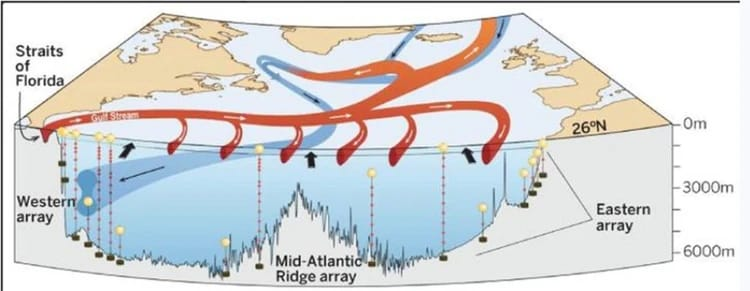 Straits
of
Florida
Gulf Stream
26°N
0m
3000m
6000m
Western
array
Mid-Atlantic
Ridge array
Eastern
array